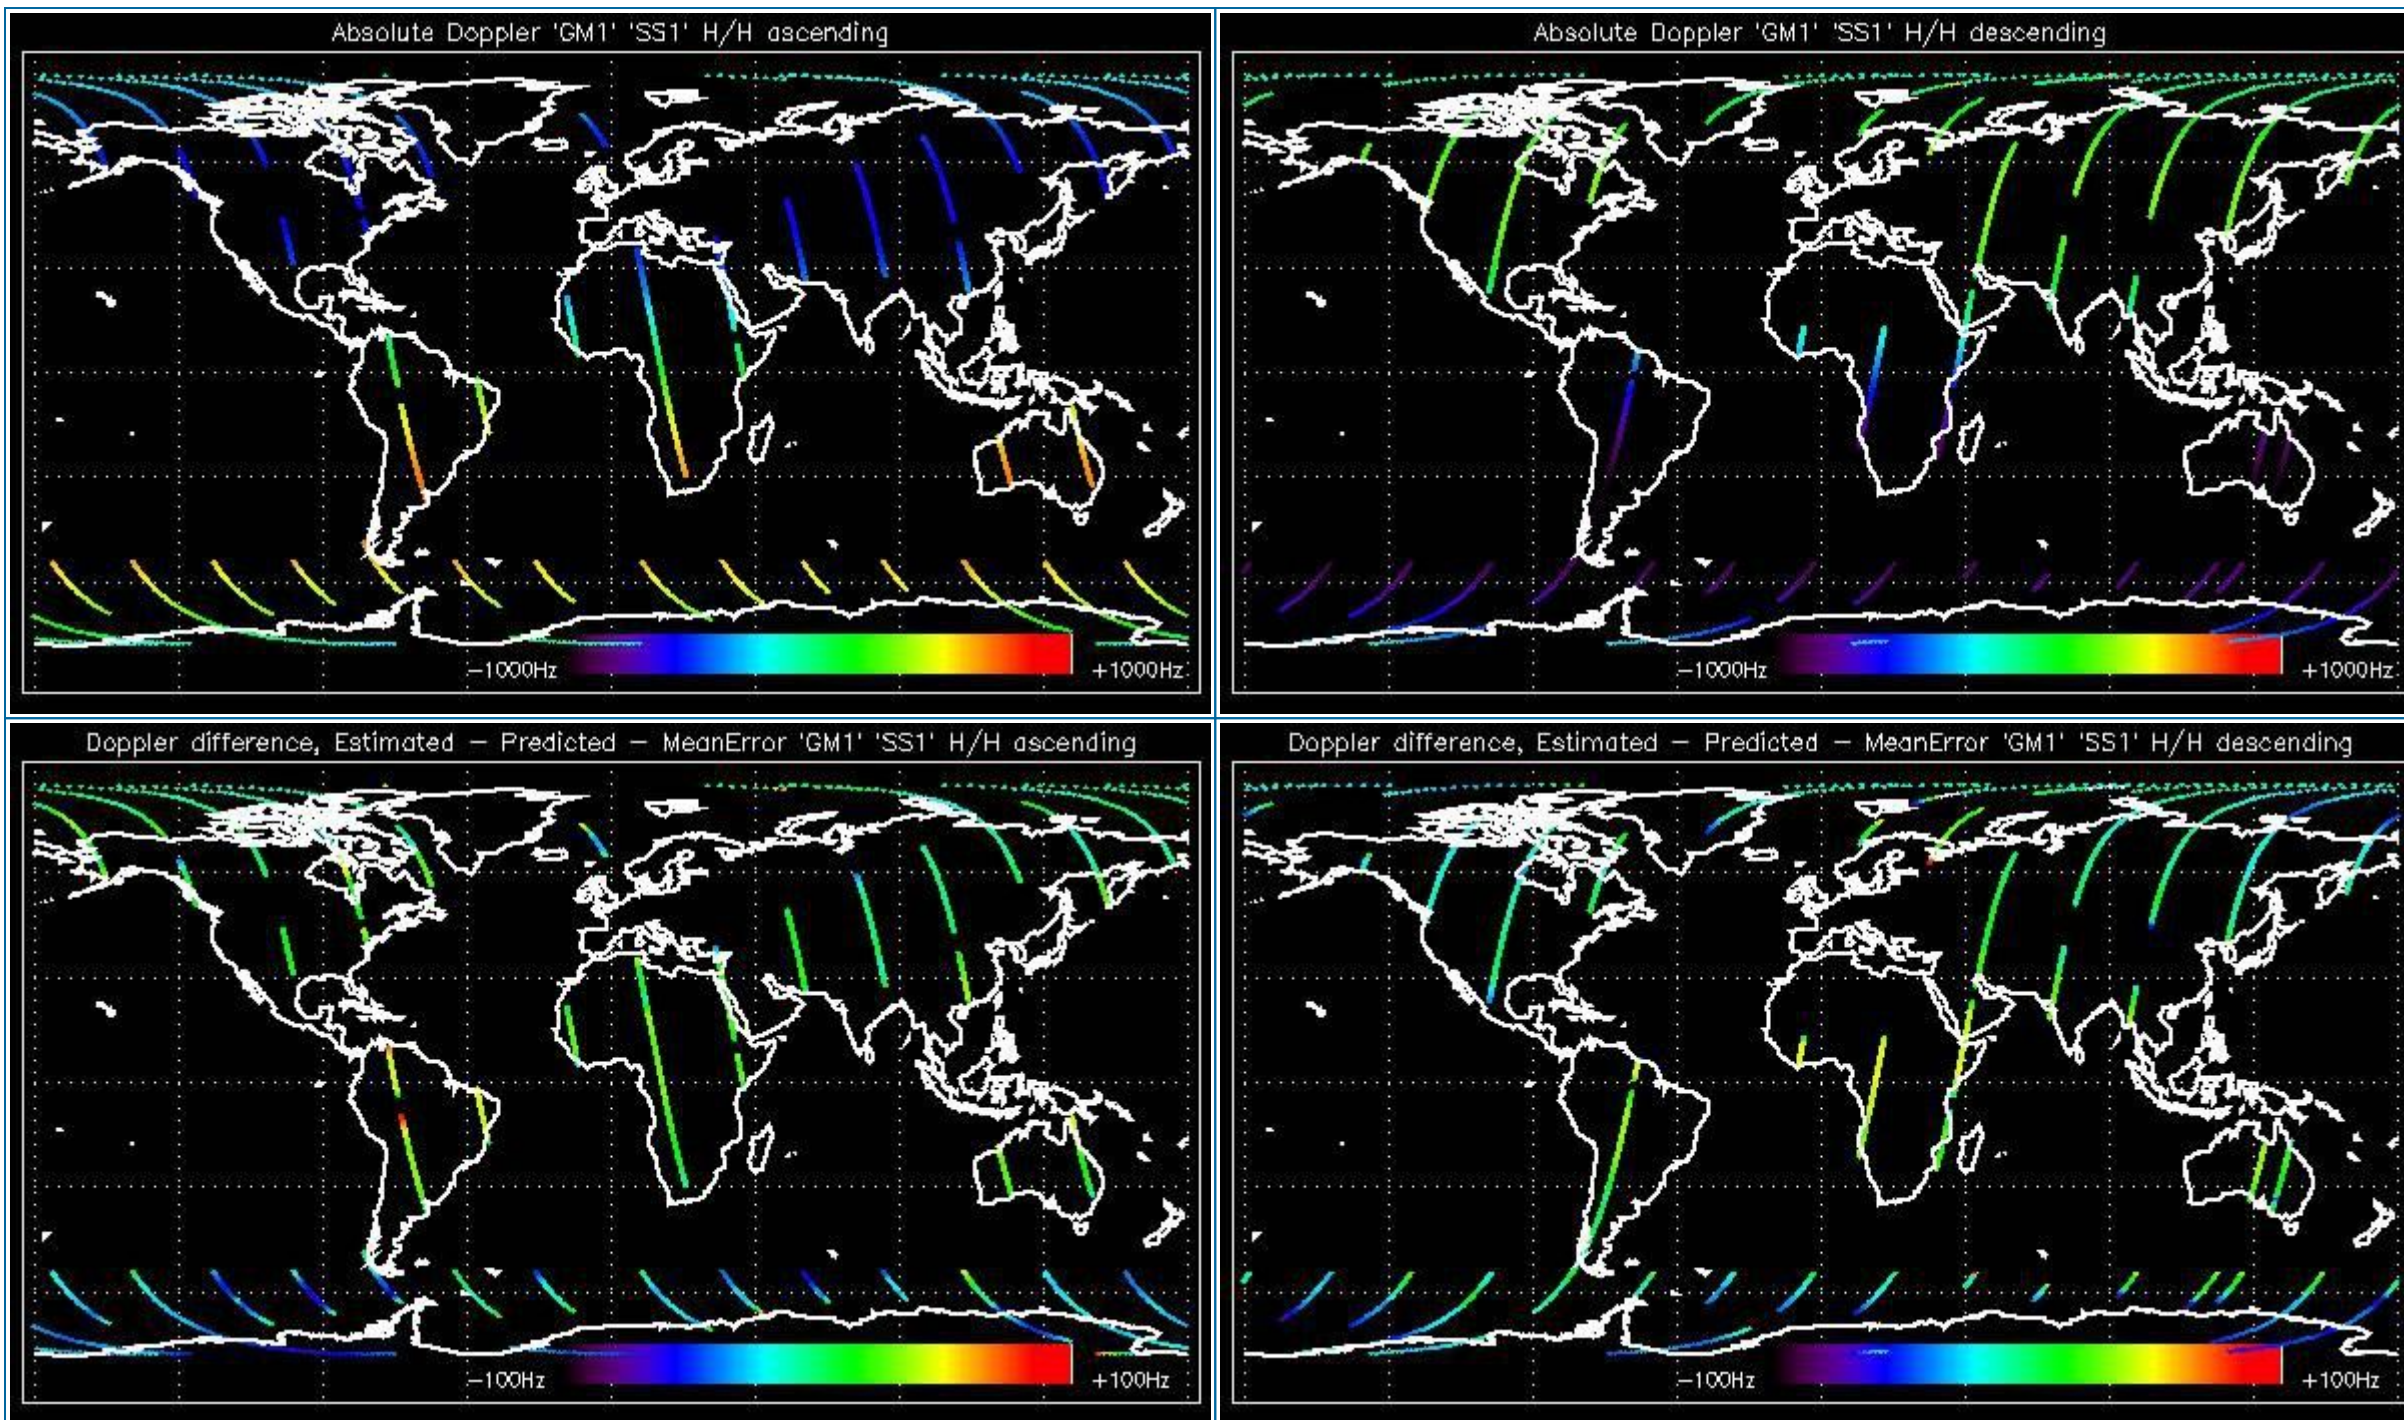 Absolute Doppler 'GM1' 'SS1' H/H ascending
-1000Hz
+1000Hz
Absolute Doppler 'GM1' 'SS1' H/H descending
-1000Hz
+1000Hz
Doppler difference, Estimated - Predicted - MeanError 'GM1' 'SS1' H/H ascending
-100Hz
+100Hz
Doppler difference, Estimated - Predicted - MeanError 'GM1' 'SS1' H/H descending
-100Hz
+100Hz